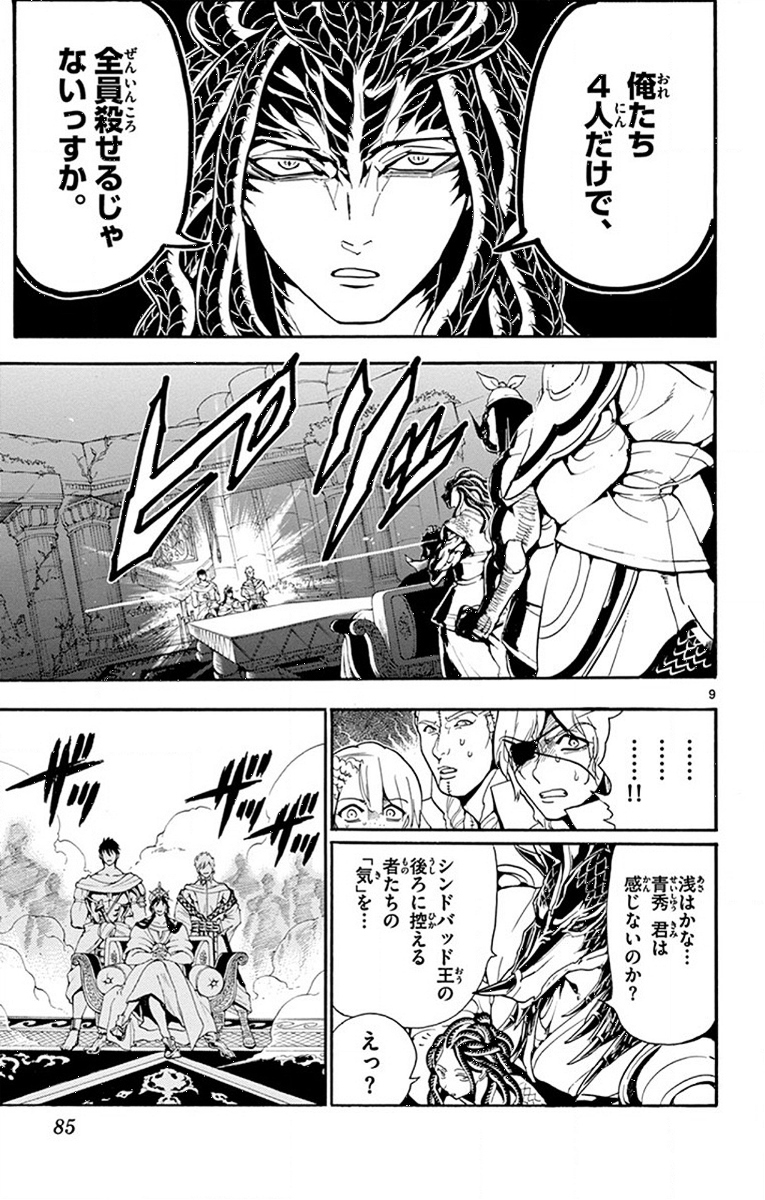 俺たち
4人だけで、
全員殺せるじゃ
ないっすか。
ピリッ
9
……
……
……!!
浅はかな…
青秀 君は
感じないのか?
シンドバッド王の
後ろに控える
者たちの
「気」を…
えっ?
ザザッ
ザザッ
85